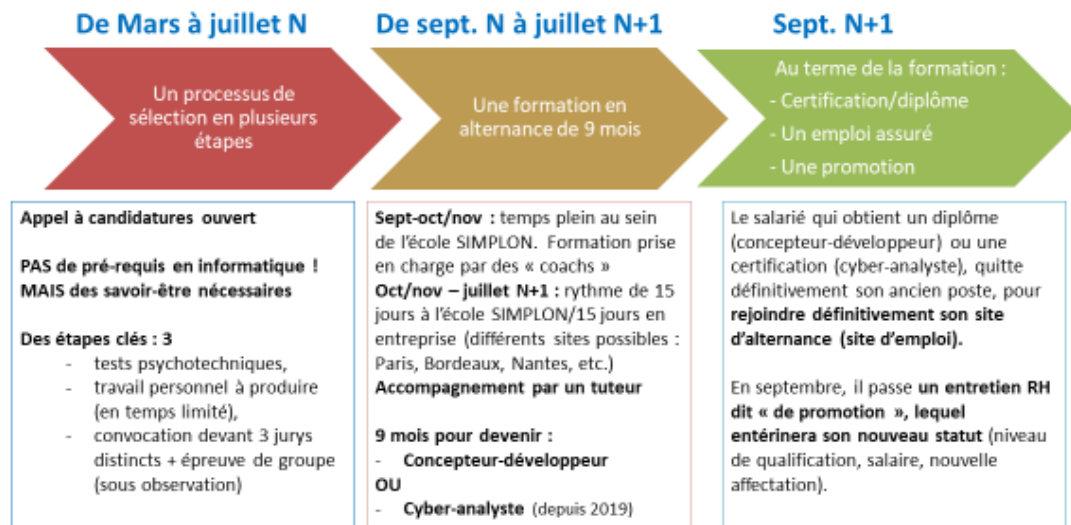 De Mars à juillet N
Un processus de
sélection en plusieurs
étapes
Appel à candidatures ouvert
PAS de pré-requis en informatique !
MAIS des savoir-être nécessaires
Des étapes clés : 3
- tests psychotechniques,
- travail personnel à produire
(en temps limité),
- convocation devant 3 jurys
distincts + épreuve de groupe
(sous observation)
De sept. N à juillet N+1
Une formation en
alternance de 9 mois
Sept-oct/nov : temps plein au sein
de l'école SIMPLON. Formation prise
en charge par des « coachs »
Oct/nov – juillet N+1 : rythme de 15
jours à l'école SIMPLON/15 jours en
entreprise (différents sites possibles :
Paris, Bordeaux, Nantes, etc.)
Accompagnement par un tuteur
9 mois pour devenir :
- Concepteur-développeur
OU
- Cyber-analyste (depuis 2019)
Sept. N+1
Au terme de la formation :
- Certification/diplôme
- Un emploi assuré
- Une promotion
Le salarié qui obtient un diplôme
(concepteur-développeur) ou une
certification (cyber-analyste), quitte
définitivement son ancien poste, pour
rejoindre définitivement son site
d'alternance (site d'emploi).
En septembre, il passe un entretien RH
dit « de promotion », lequel
entérinera son nouveau statut (niveau
de qualification, salaire, nouvelle
affectation).